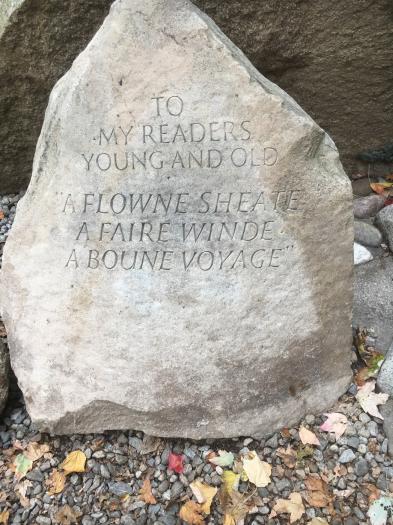 TO
MY READERS
YOUNG AND OLD
"A FLOWNE SHEATE
A FAIRE WINDE
A BOUNE VOYAGE"